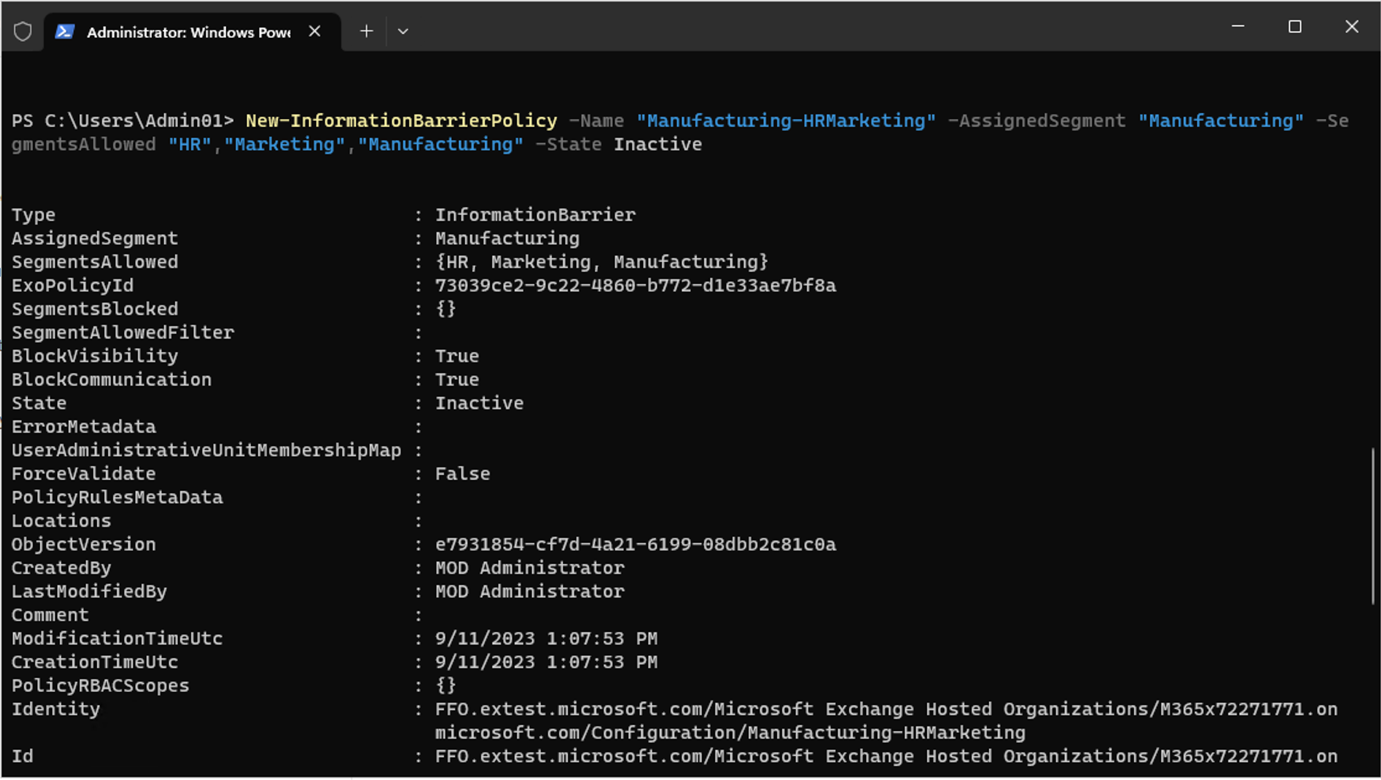 Administrator: Windows Powe
PS C:\Users\Admin01> New-InformationBarrierPolicy -Name "Manufacturing-HRMarketing" -AssignedSegment "Manufacturing" -Se
gmentsAllowed "HR","Marketing","Manufacturing" -State Inactive
Type : InformationBarrier
AssignedSegment : Manufacturing
SegmentsAllowed : {HR, Marketing, Manufacturing}
ExoPolicyId : 73039ce2-9c22-4860-b772-d1e33ae7bf8a
SegmentsBlocked : {}
SegmentAllowedFilter :
BlockVisibility : True
BlockCommunication : True
State : Inactive
ErrorMetadata :
UserAdministrativeUnitMembershipMap :
ForceValidate : False
PolicyRulesMetaData :
Locations :
ObjectVersion : e7931854-cf7d-4a21-6199-08dbb2c81c0a
CreatedBy : MOD Administrator
LastModifiedBy : MOD Administrator
Comment :
ModificationTimeUtc : 9/11/2023 1:07:53 PM
CreationTimeUtc : 9/11/2023 1:07:53 PM
PolicyRBACScopes : {}
Identity : FFO.extest.microsoft.com/Microsoft Exchange Hosted Organizations/M365x72271771.on
microsoft.com/Configuration/Manufacturing-HRMarketing
Id : FFO.extest.microsoft.com/Microsoft Exchange Hosted Organizations/M365x72271771.on